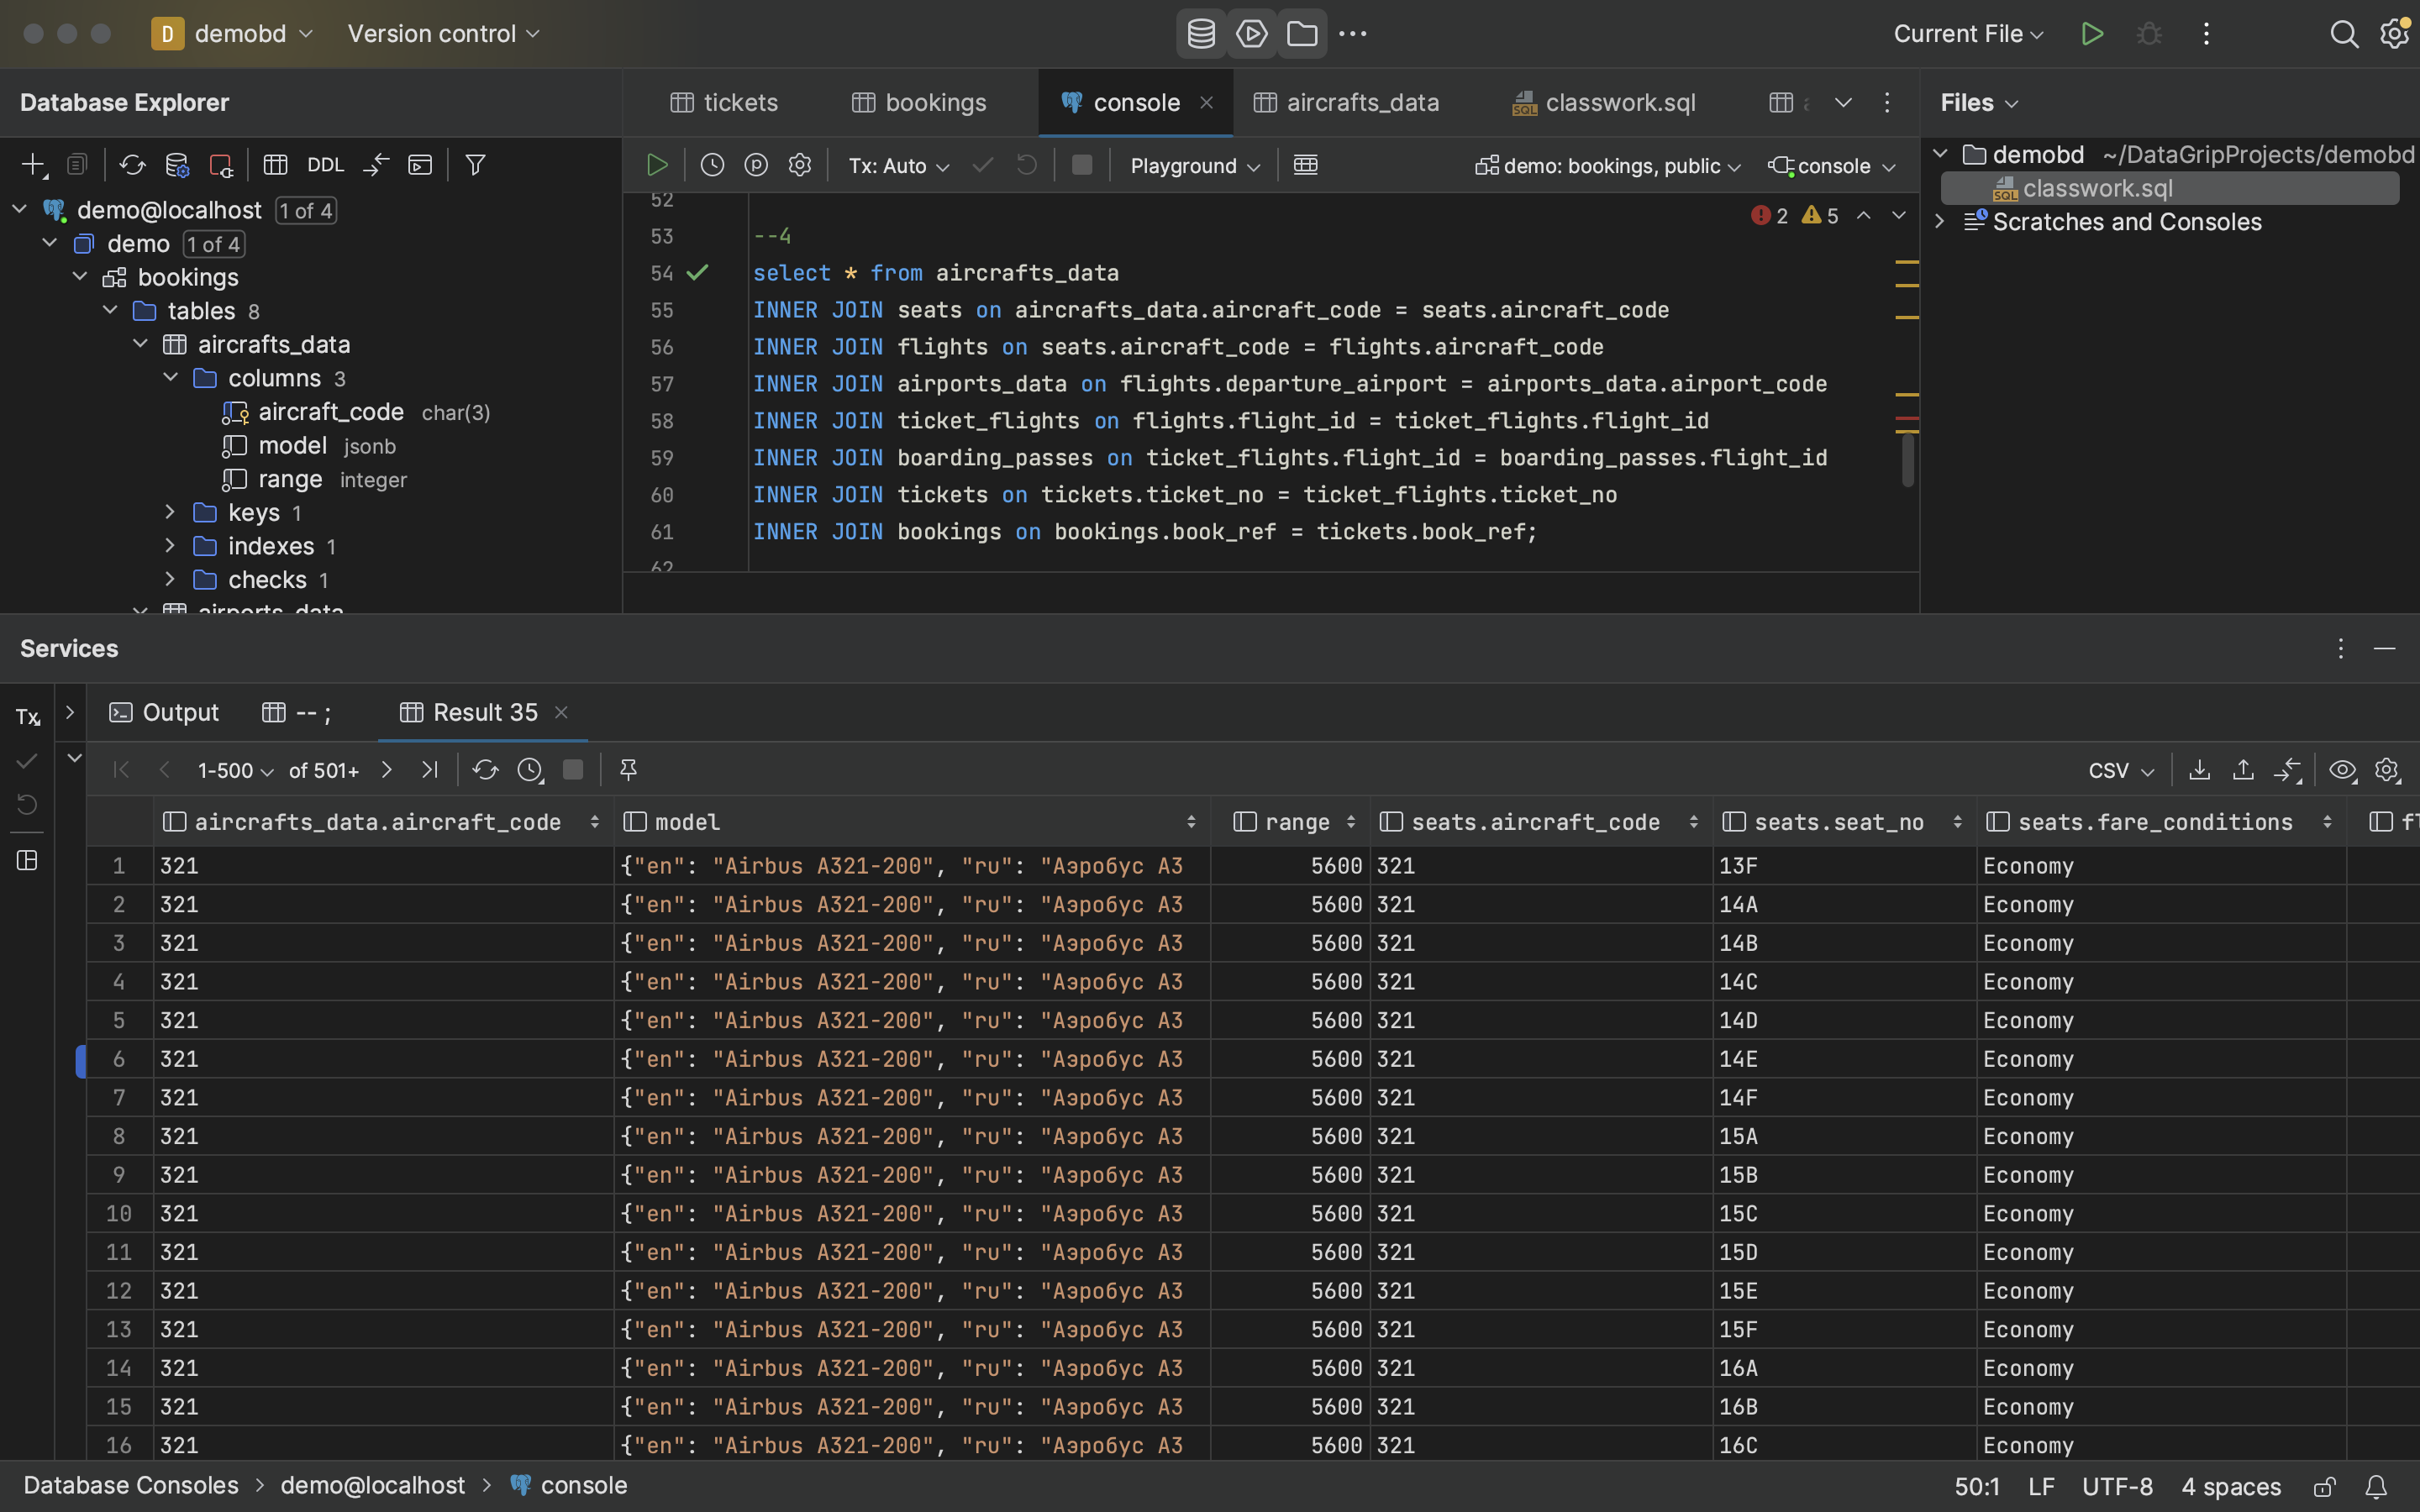 D demobd Version control Current File
Database Explorer
tickets bookings console aircrafts_data classwork.sql
Files
DDL
Tx: Auto Playground demo: bookings, public console
demobd ~/DataGripProjects/demobd
classwork.sql
Scratches and Consoles
demo@localhost 1 of 4
demo 1 of 4
bookings
tables 8
aircrafts_data
columns 3
aircraft_code char(3)
model jsonb
range integer
keys 1
indexes 1
checks 1
airports_data
2 5
52
53 --4
54 select * from aircrafts_data
55 INNER JOIN seats on aircrafts_data.aircraft_code = seats.aircraft_code
56 INNER JOIN flights on seats.aircraft_code = flights.aircraft_code
57 INNER JOIN airports_data on flights.departure_airport = airports_data.airport_code
58 INNER JOIN ticket_flights on flights.flight_id = ticket_flights.flight_id
59 INNER JOIN boarding_passes on ticket_flights.flight_id = boarding_passes.flight_id
60 INNER JOIN tickets on tickets.ticket_no = ticket_flights.ticket_no
61 INNER JOIN bookings on bookings.book_ref = tickets.book_ref;
62
Services
Tx Output -- ; Result 35
1-500 of 501+ CSV
aircrafts_data.aircraft_code model range seats.aircraft_code seats.seat_no seats.fare_conditions
1 321 {"en": "Airbus A321-200", "ru": "Аэробус A3 5600 321 13F Economy
2 321 {"en": "Airbus A321-200", "ru": "Аэробус A3 5600 321 14A Economy
3 321 {"en": "Airbus A321-200", "ru": "Аэробус A3 5600 321 14B Economy
4 321 {"en": "Airbus A321-200", "ru": "Аэробус A3 5600 321 14C Economy
5 321 {"en": "Airbus A321-200", "ru": "Аэробус A3 5600 321 14D Economy
6 321 {"en": "Airbus A321-200", "ru": "Аэробус A3 5600 321 14E Economy
7 321 {"en": "Airbus A321-200", "ru": "Аэробус A3 5600 321 14F Economy
8 321 {"en": "Airbus A321-200", "ru": "Аэробус A3 5600 321 15A Economy
9 321 {"en": "Airbus A321-200", "ru": "Аэробус A3 5600 321 15B Economy
10 321 {"en": "Airbus A321-200", "ru": "Аэробус A3 5600 321 15C Economy
11 321 {"en": "Airbus A321-200", "ru": "Аэробус A3 5600 321 15D Economy
12 321 {"en": "Airbus A321-200", "ru": "Аэробус A3 5600 321 15E Economy
13 321 {"en": "Airbus A321-200", "ru": "Аэробус A3 5600 321 15F Economy
14 321 {"en": "Airbus A321-200", "ru": "Аэробус A3 5600 321 16A Economy
15 321 {"en": "Airbus A321-200", "ru": "Аэробус A3 5600 321 16B Economy
16 321 {"en": "Airbus A321-200", "ru": "Аэробус A3 5600 321 16C Economy
Database Consoles > demo@localhost > console 50:1 LF UTF-8 4 spaces